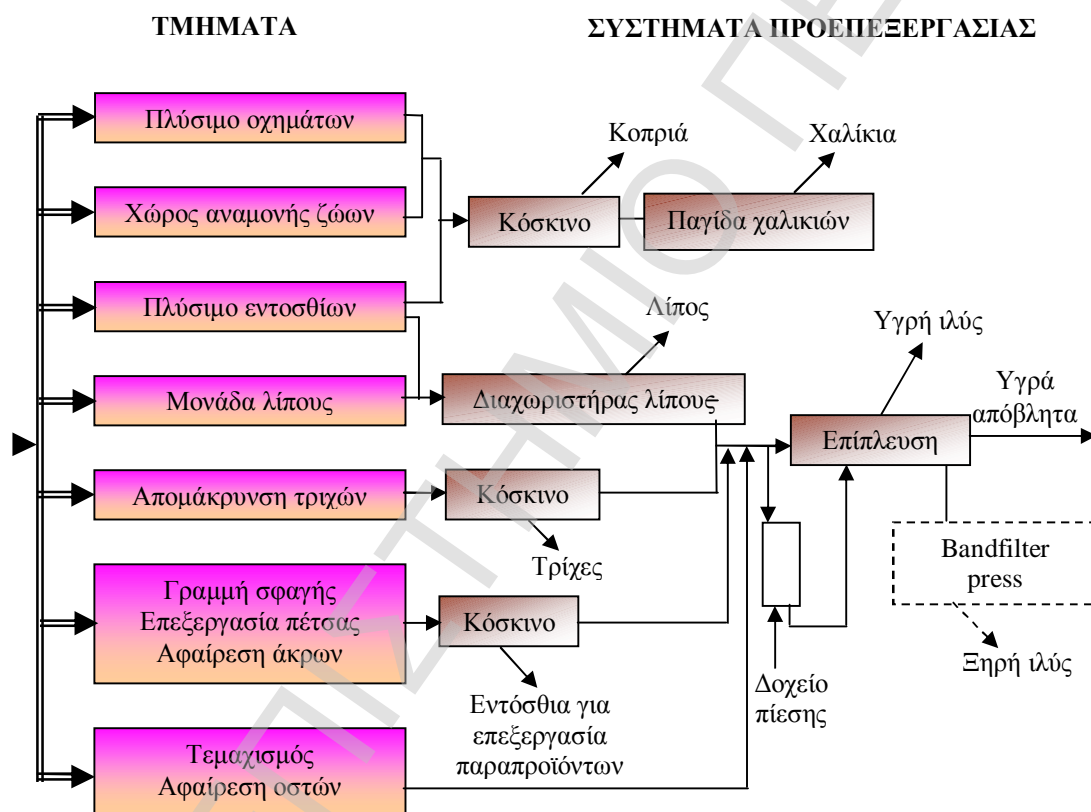 ΤΜΗΜΑΤΑ
ΣΥΣΤΗΜΑΤΑ ΠΡΟΕΠΕΞΕΡΓΑΣΙΑΣ
Πλύσιμο οχημάτων
Χώρος αναμονής ζώων
Πλύσιμο εντοσθίων
Μονάδα λίπους
Απομάκρυνση τριχών
Γραμμή σφαγής
Επεξεργασία πέτσας
Αφαίρεση άκρων
Τεμαχισμός
Αφαίρεση οστών
Κοπριά
Χαλίκια
Κόσκινο
Παγίδα χαλικιών
Λίπος
Διαχωριστήρας λίπους
Κόσκινο
Τρίχες
Κόσκινο
Εντόσθια για
επεξεργασία
παραπροϊόντων
Υγρή ιλύς
Επίπλευση
Υγρά
απόβλητα
Δοχείο
πίεσης
Bandfilter
press
Ξηρή ιλύς